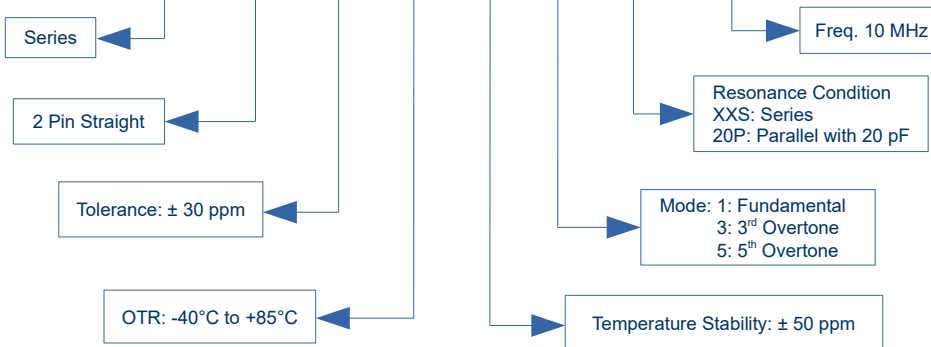 Series
Freq. 10 MHz
Resonance Condition
XXS: Series
20P: Parallel with 20 pF
2 Pin Straight
Tolerance: ± 30 ppm
Mode: 1: Fundamental
3: 3rd Overtone
5: 5th Overtone
OTR: -40°C to +85°C
Temperature Stability: ± 50 ppm